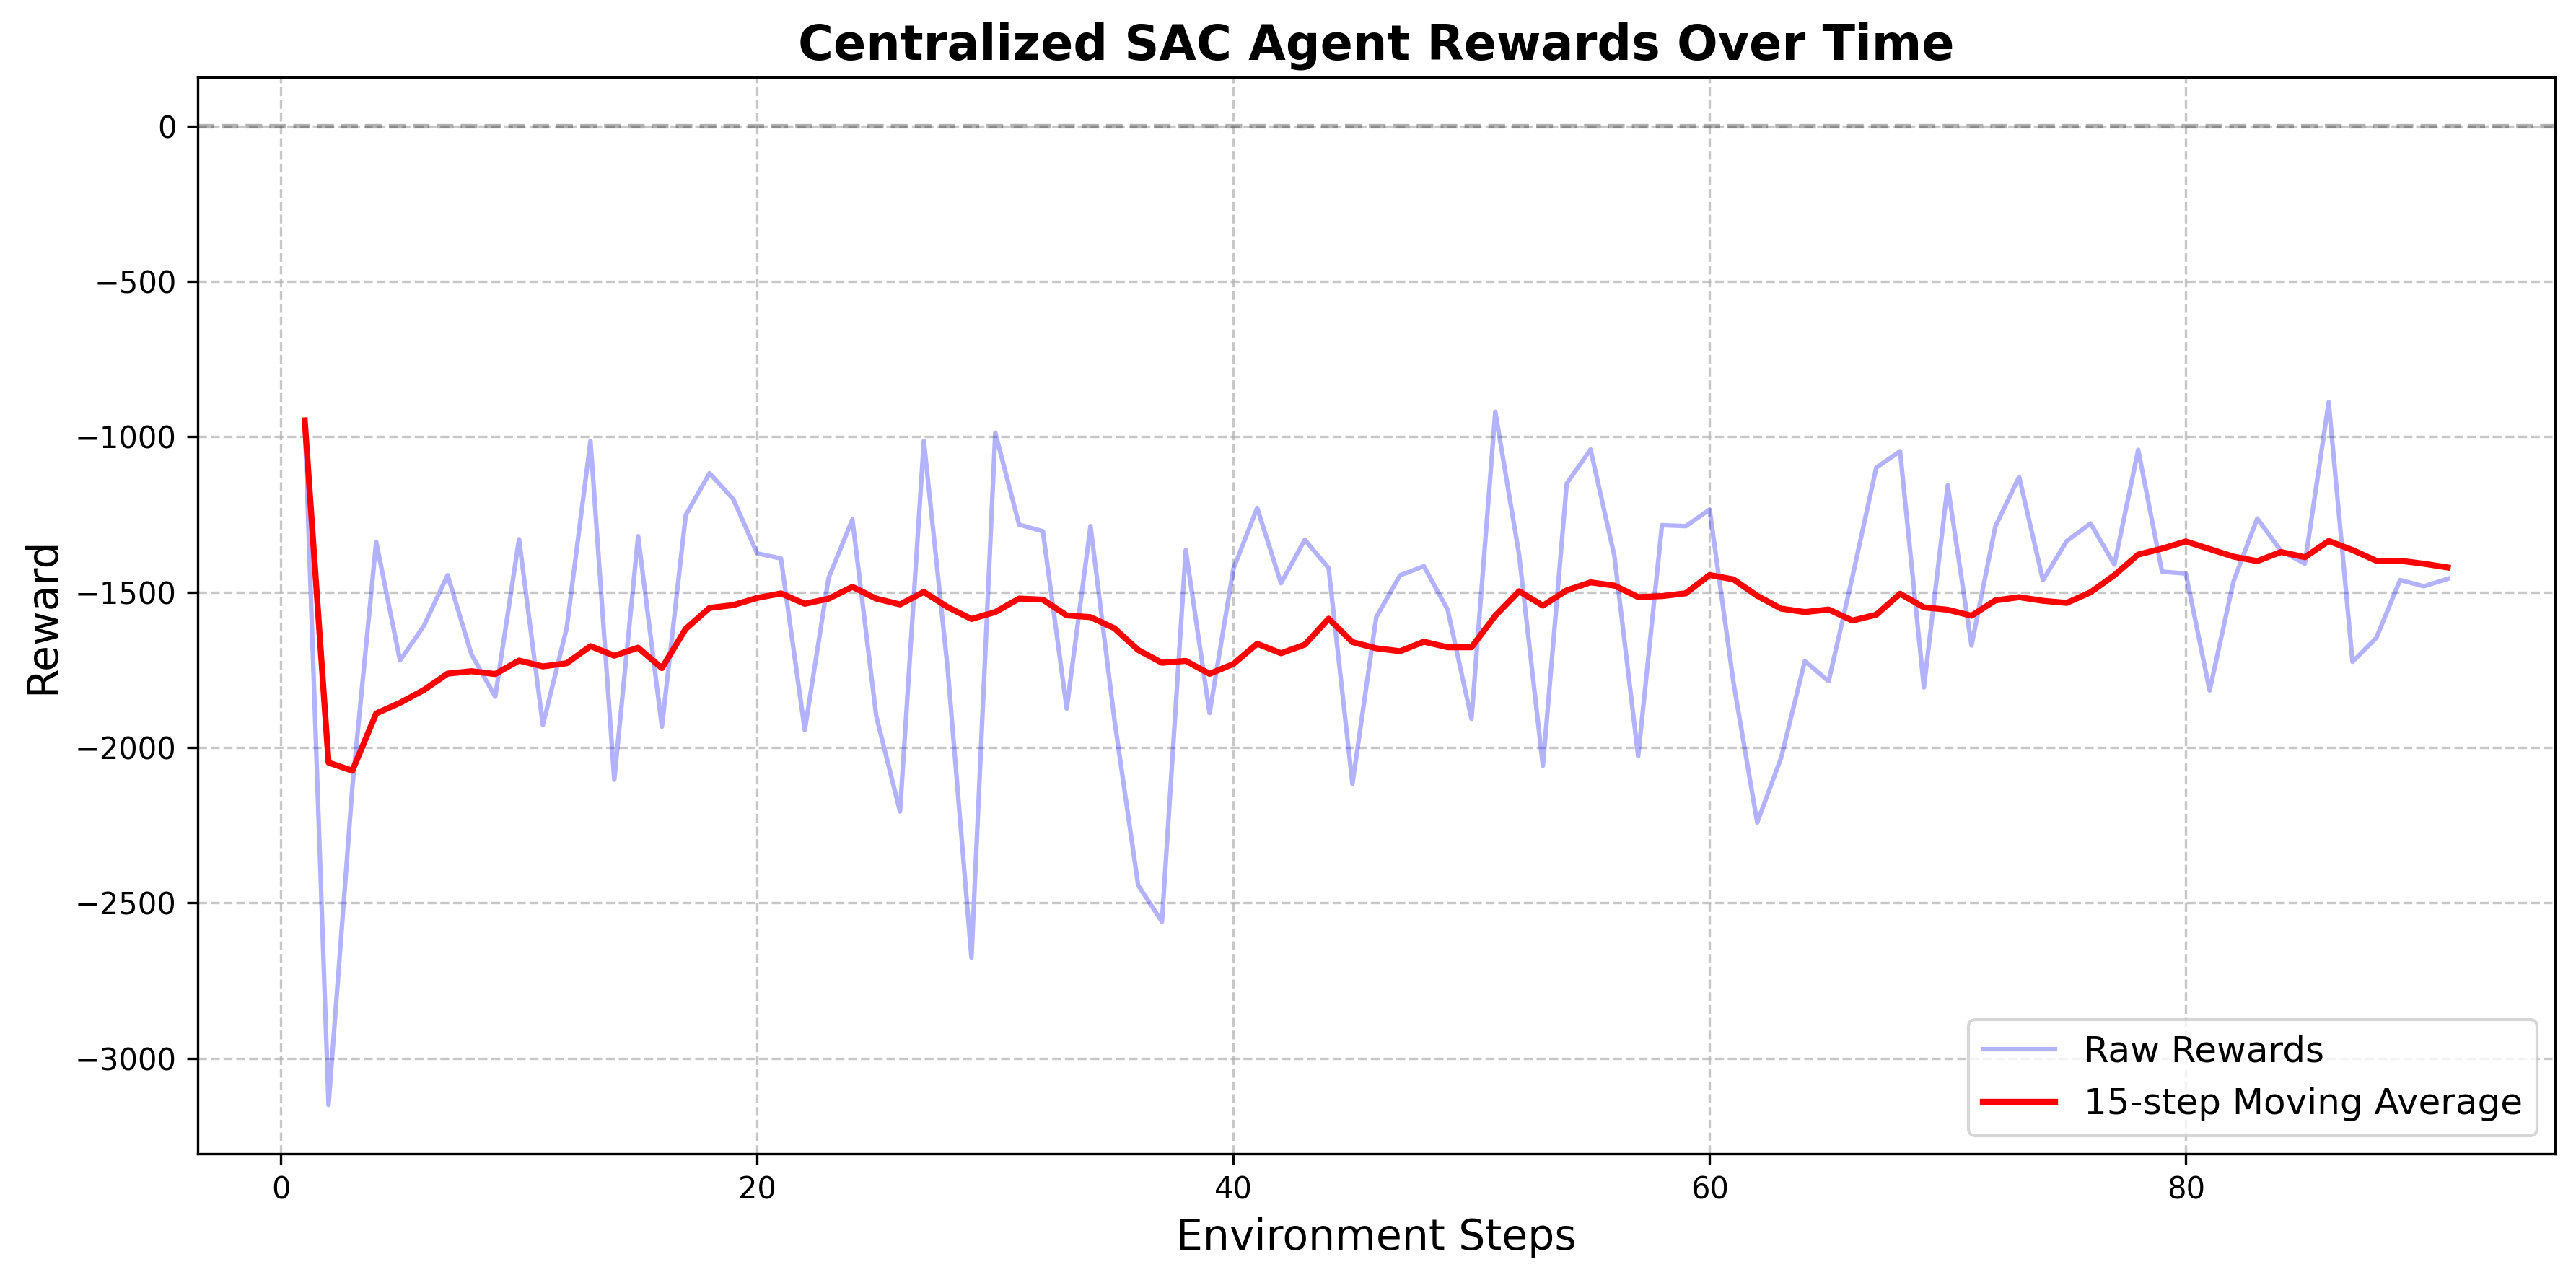 Centralized SAC Agent Rewards Over Time
0
−500
−1000
−1500
−2000
−2500
−3000
Reward
0 20 40 60 80
Environment Steps
Raw Rewards
15-step Moving Average